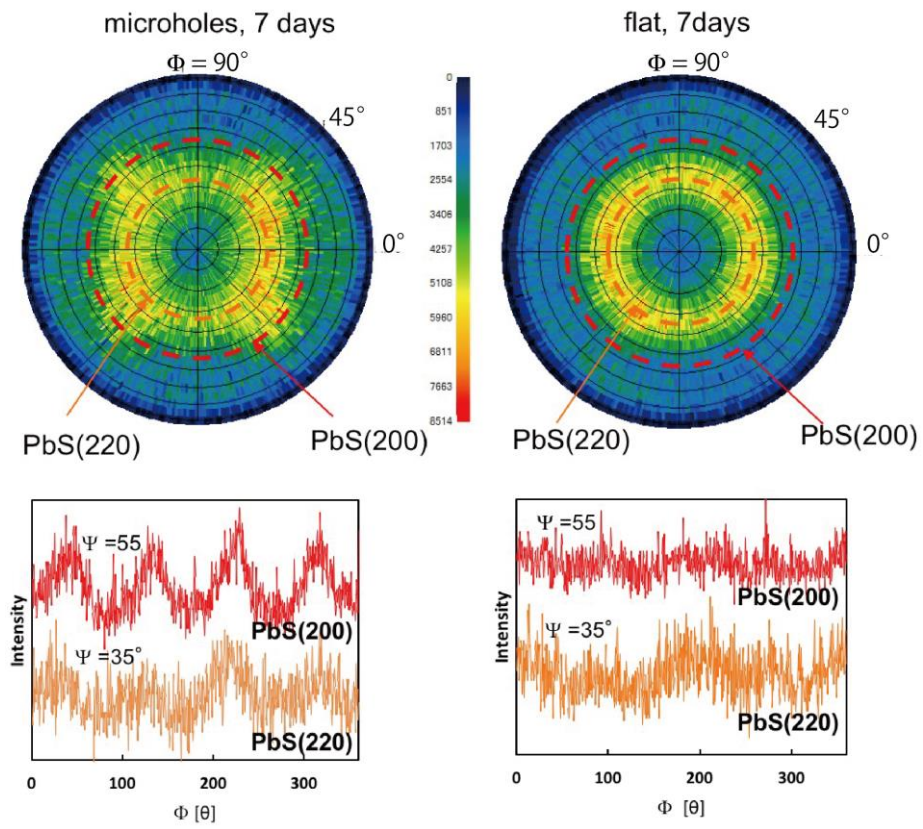 microholes, 7 days
flat, 7days
Φ = 90°
Φ = 90°
45°
45°
0°
0°
0
851
1703
2554
3406
4257
5108
5960
6811
7663
8514
PbS(220)
PbS(200)
PbS(220)
PbS(200)
Intensity
Ψ =55
PbS(200)
Ψ =35°
PbS(220)
0
100
200
300
Φ [θ]
Intensity
Ψ =55
PbS(200)
Ψ =35°
PbS(220)
0
100
200
300
Φ [θ]